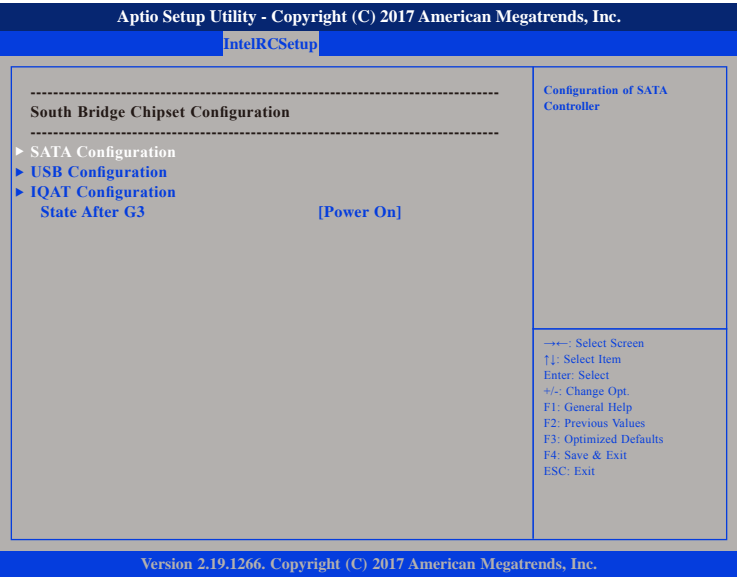 Aptio Setup Utility - Copyright (C) 2017 American Megatrends, Inc.
IntelRCSetup
--------------------------------------------------------------------------------
South Bridge Chipset Configuration
--------------------------------------------------------------------------------
► SATA Configuration
► USB Configuration
► IQAT Configuration
State After G3 [Power On]
Configuration of SATA
Controller
→←: Select Screen
↑↓: Select Item
Enter: Select
+/-: Change Opt.
F1: General Help
F2: Previous Values
F3: Optimized Defaults
F4: Save & Exit
ESC: Exit
Version 2.19.1266. Copyright (C) 2017 American Megatrends, Inc.